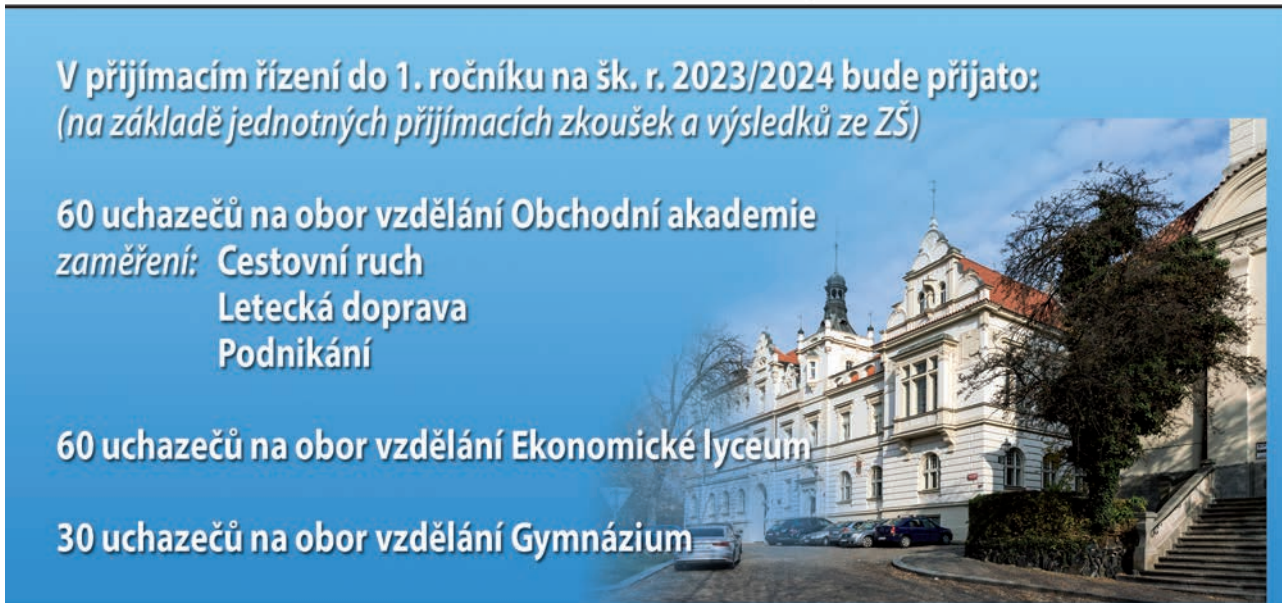 V přijímacím řízení do 1. ročníku na šk. r. 2023/2024 bude přijato:
(na základě jednotných přijímacích zkoušek a výsledků ze ZŠ)
60 uchazečů na obor vzdělání Obchodní akademie
zaměření: Cestovní ruch
Letecká doprava
Podnikání
60 uchazečů na obor vzdělání Ekonomické lyceum
30 uchazečů na obor vzdělání Gymnázium